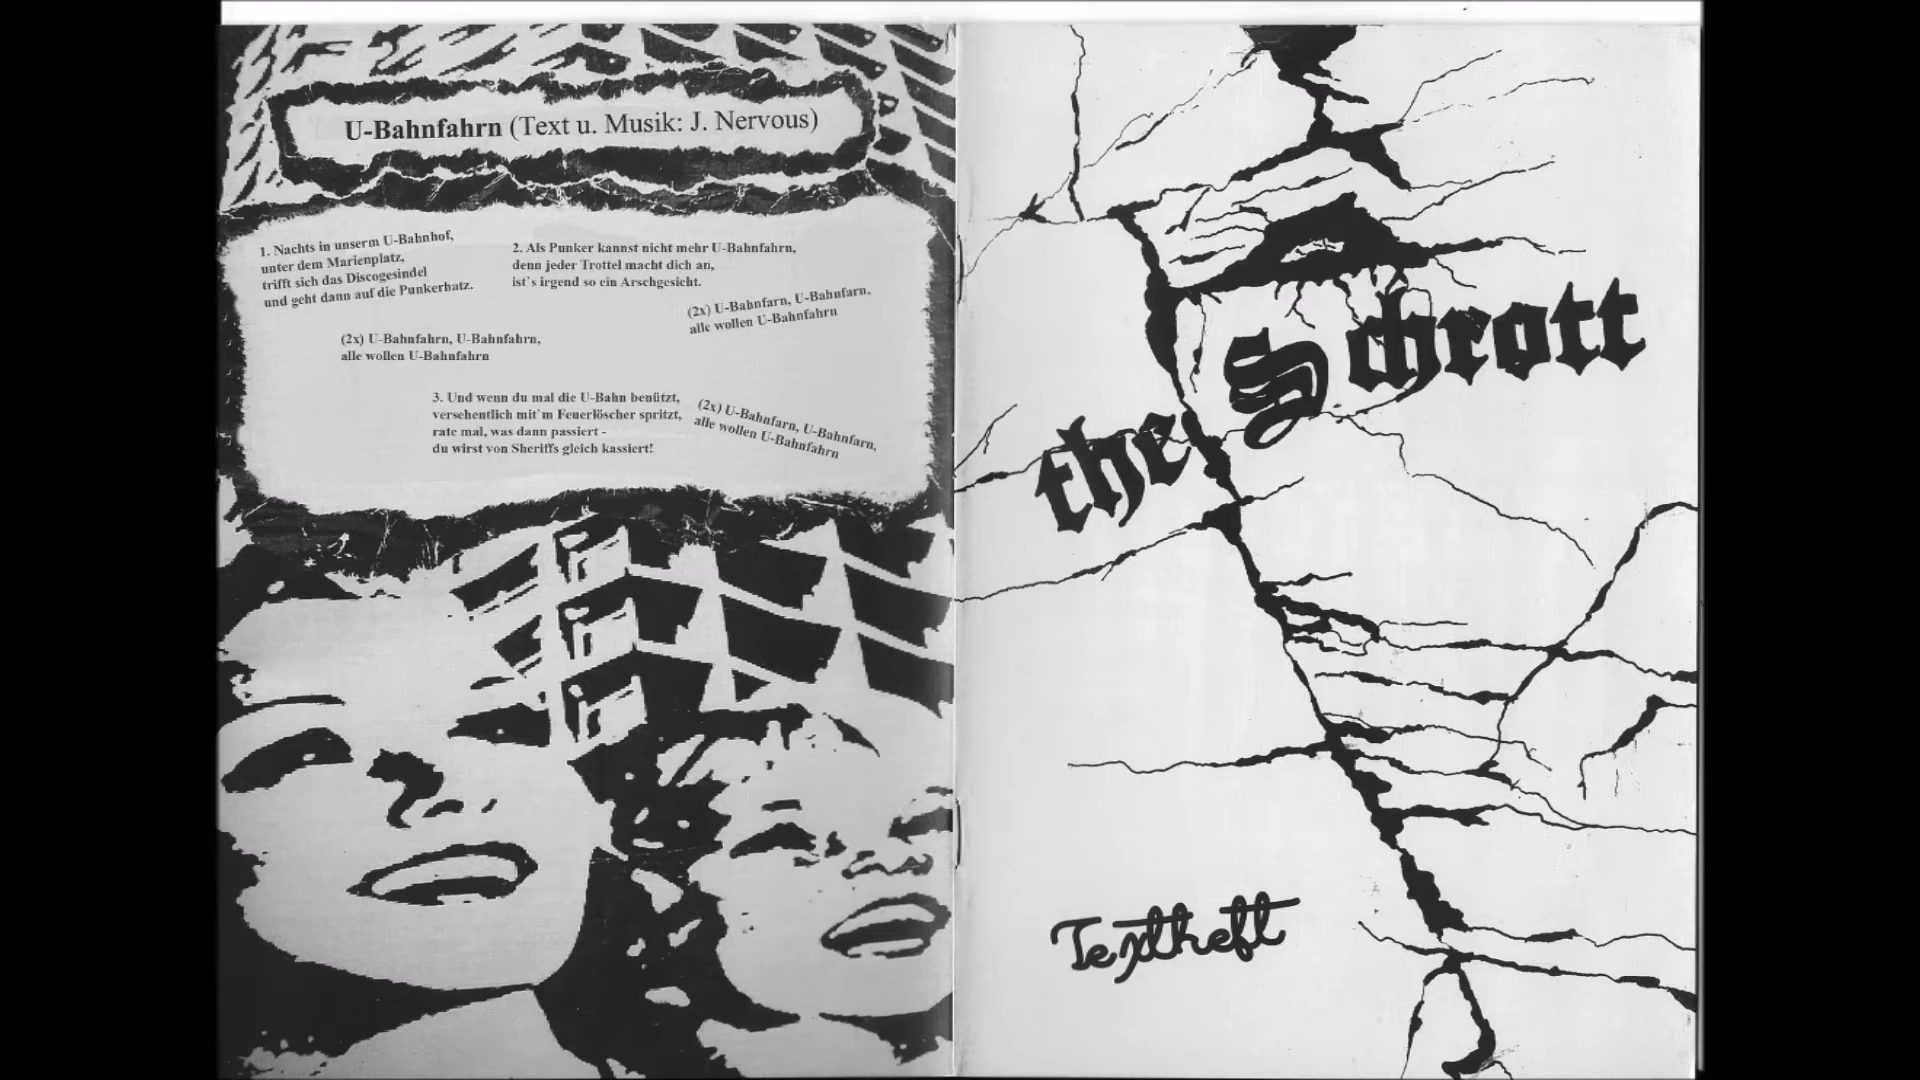 U-Bahnfahrn (Text u. Musik: J. Nervous)
1. Nachts in unserm U-Bahnhof,
unter dem Marienplatz,
trifft sich das Discogesindel
und geht dann auf die Punkerhatz.
(2x) U-Bahnfahrn, U-Bahnfahrn,
alle wollen U-Bahnfahrn
2. Als Punker kannst nicht mehr U-Bahnfahrn,
denn jeder Trottel macht dich an,
ist`s irgend so ein Arschgesicht.
(2x) U-Bahnfarn, U-Bahnfarn,
alle wollen U-Bahnfahrn
3. Und wenn du mal die U-Bahn benützt,
versehentlich mit`m Feuerlöscher spritzt,
rate mal, was dann passiert -
du wirst von Sheriffs gleich kassiert!
(2x) U-Bahnfarn, U-Bahnfarn,
alle wollen U-Bahnfahrn
the Schrott
Textheft